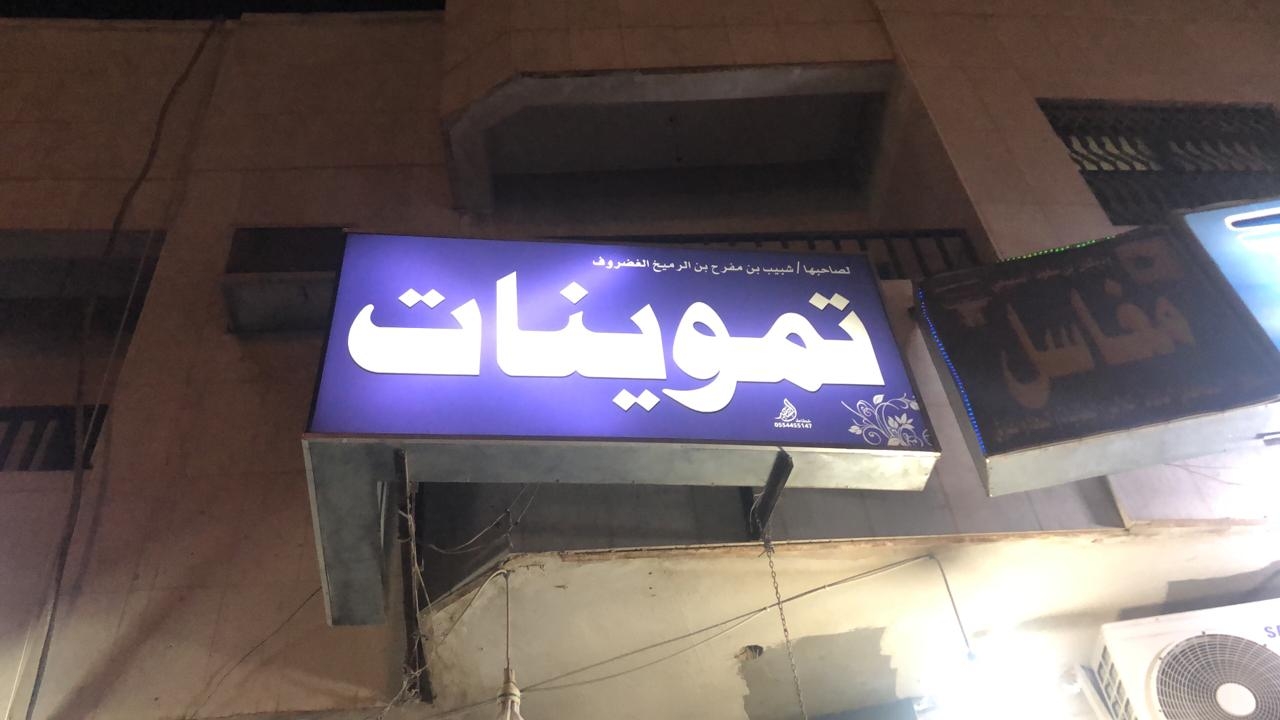 لصاحبها / شبيب بن مفرح بن الرميح الغضروف
تموينات
0554455147
مغاسل